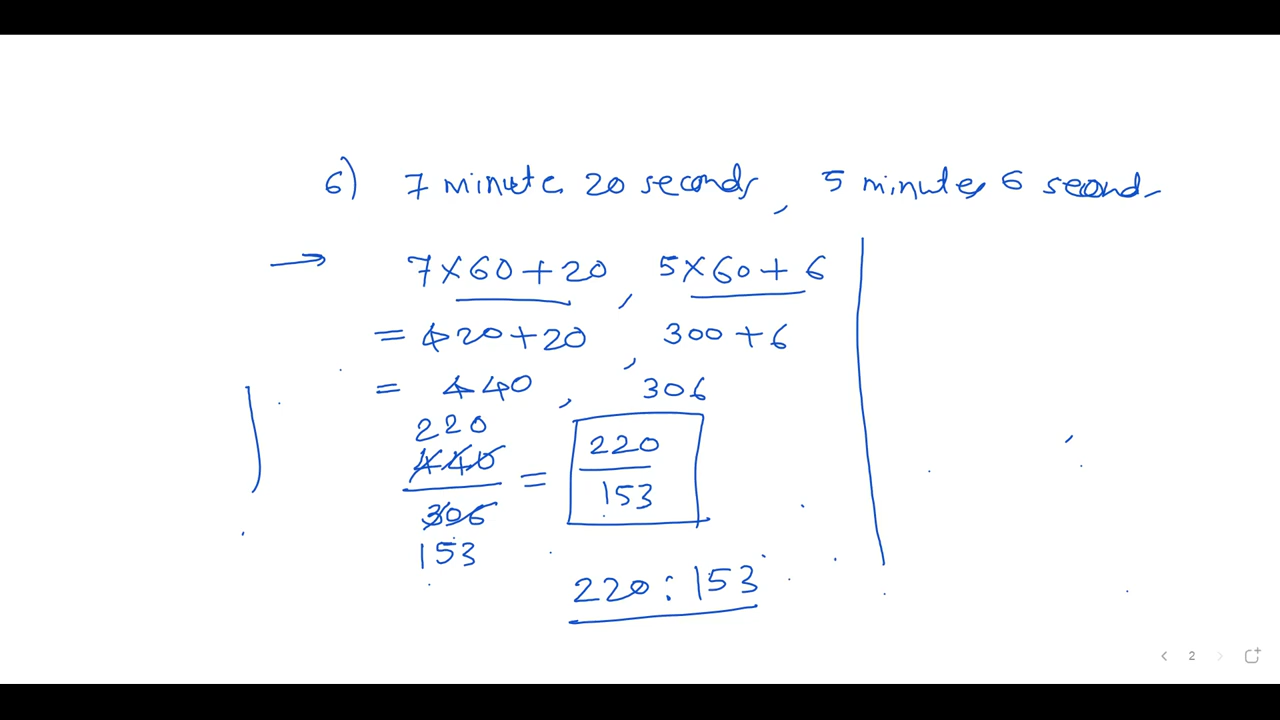 6) 7 minute 20 seconds, 5 minutes 6 second
→ 7×60+20, 5×60+6
= 420+20, 300+6
= 440, 306
220
440/306 = 220/153
153
220:153
2